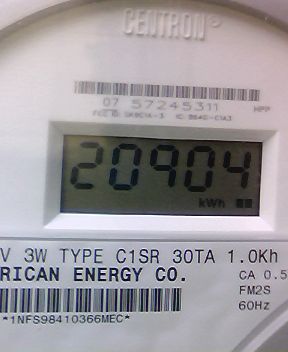 CENTRON
07 57245311
20904
kWh
V 3W TYPE C1SR 30TA 1.0Kh
RICAN ENERGY CO.
CA 0.5
FM2S
60Hz
*1NFS98410366MEC*